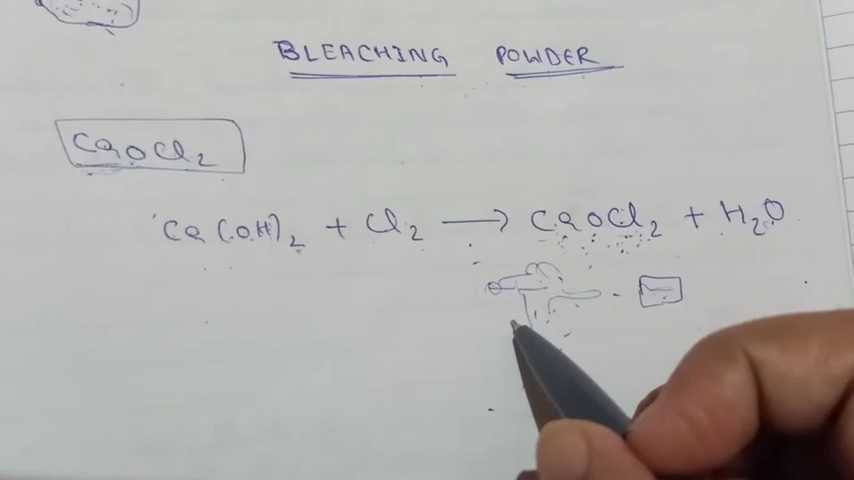 BLEACHING POWDER
CaOCl2
Ca(OH)2 + Cl2 → CaOCl2 + H2O